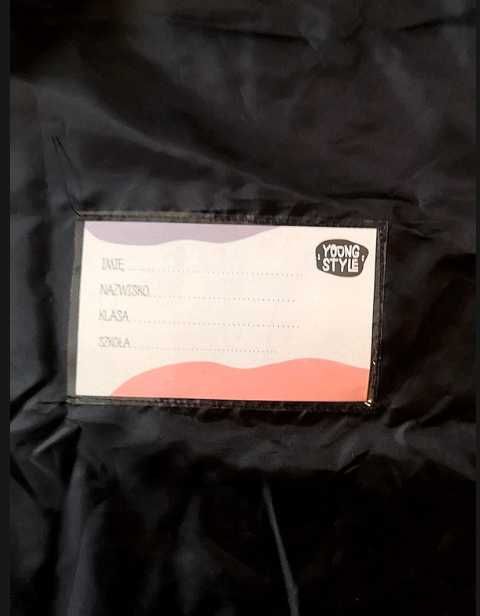 YOUNG
STYLE
IMIĘ
NAZWISKO
KLASA
SZKOŁA